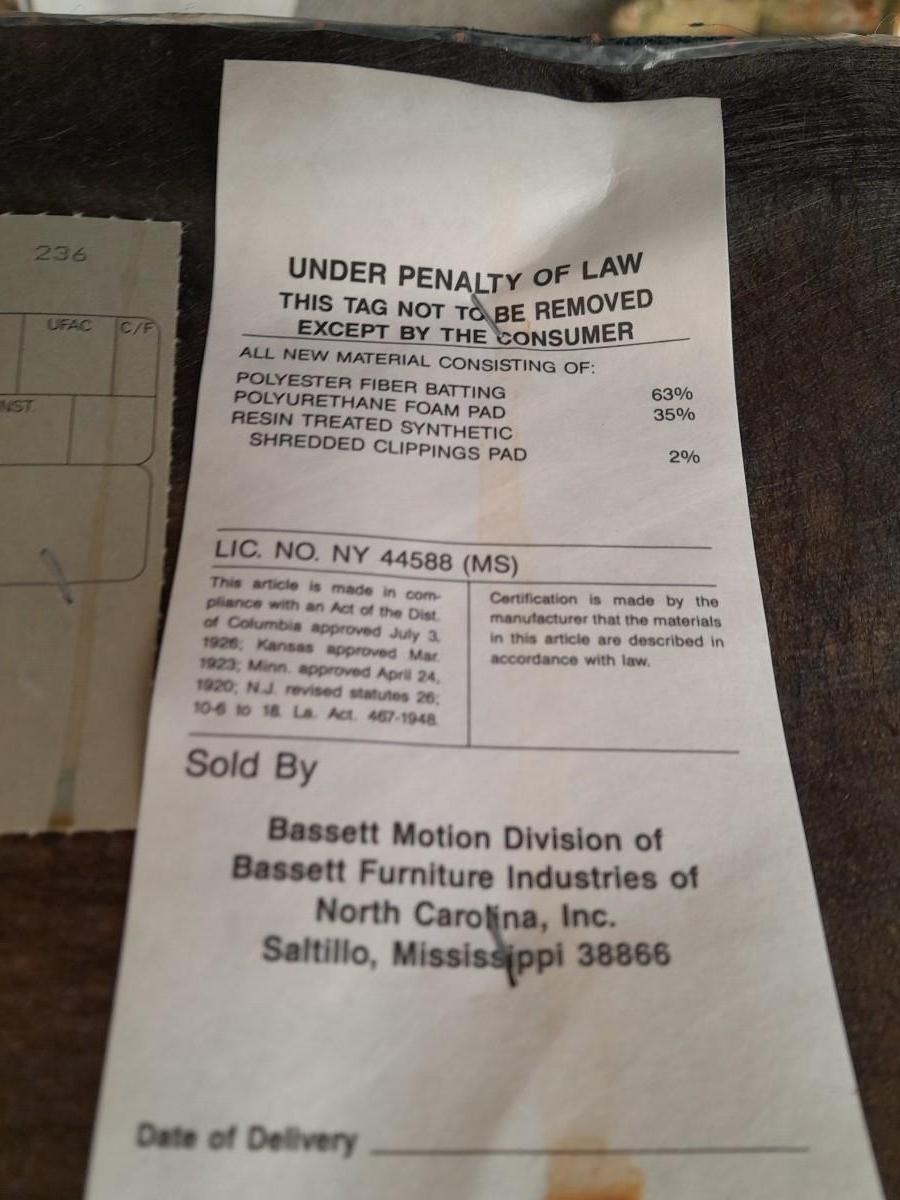 236
UFAC C/F
NST.
UNDER PENALTY OF LAW
THIS TAG NOT TO BE REMOVED
EXCEPT BY THE CONSUMER
ALL NEW MATERIAL CONSISTING OF:
POLYESTER FIBER BATTING 63%
POLYURETHANE FOAM PAD 35%
RESIN TREATED SYNTHETIC
SHREDDED CLIPPINGS PAD 2%
LIC. NO. NY 44588 (MS)
This article is made in com-
pliance with an Act of the Dist.
of Columbia approved July 3,
1926; Kansas approved Mar.
1923; Minn. approved April 24,
1920; N.J. revised statutes 26;
10-6 to 18. La. Act. 467-1948.
Certification is made by the
manufacturer that the materials
in this article are described in
accordance with law.
Sold By
Bassett Motion Division of
Bassett Furniture Industries of
North Carolina, Inc.
Saltillo, Mississippi 38866
Date of Delivery